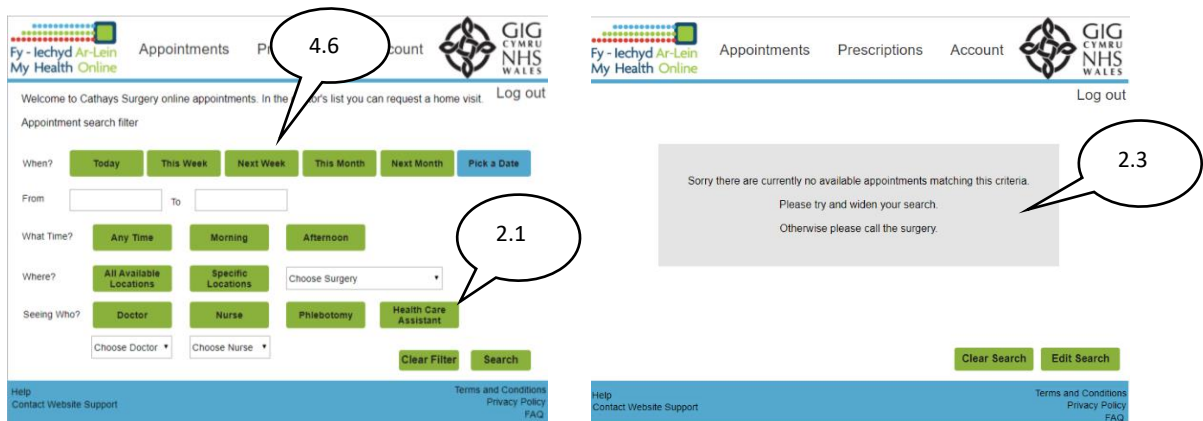 Fy - Iechyd Ar-Lein
My Health Online
Appointments
4.6
GIG
CYMRU
NHS
WALES
Log out
Welcome to Cathays Surgery online appointments. In the list you can request a home visit.
Appointment search filter
When? Today This Week Next Week This Month Next Month Pick a Date
From To
What Time? Any Time Morning Afternoon
2.1
Where? All Available Locations Specific Locations Choose Surgery
Seeing Who? Doctor Nurse Phlebotomy Health Care Assistant
Choose Doctor Choose Nurse
Clear Filter Search
Help
Contact Website Support
Terms and Conditions
Privacy Policy
FAQ
Fy - Iechyd Ar-Lein
My Health Online
Appointments Prescriptions Account
GIG
CYMRU
NHS
WALES
Log out
2.3
Sorry there are currently no available appointments matching this criteria.
Please try and widen your search.
Otherwise please call the surgery.
Clear Search Edit Search
Help
Contact Website Support
Terms and Conditions
Privacy Policy
FAQ